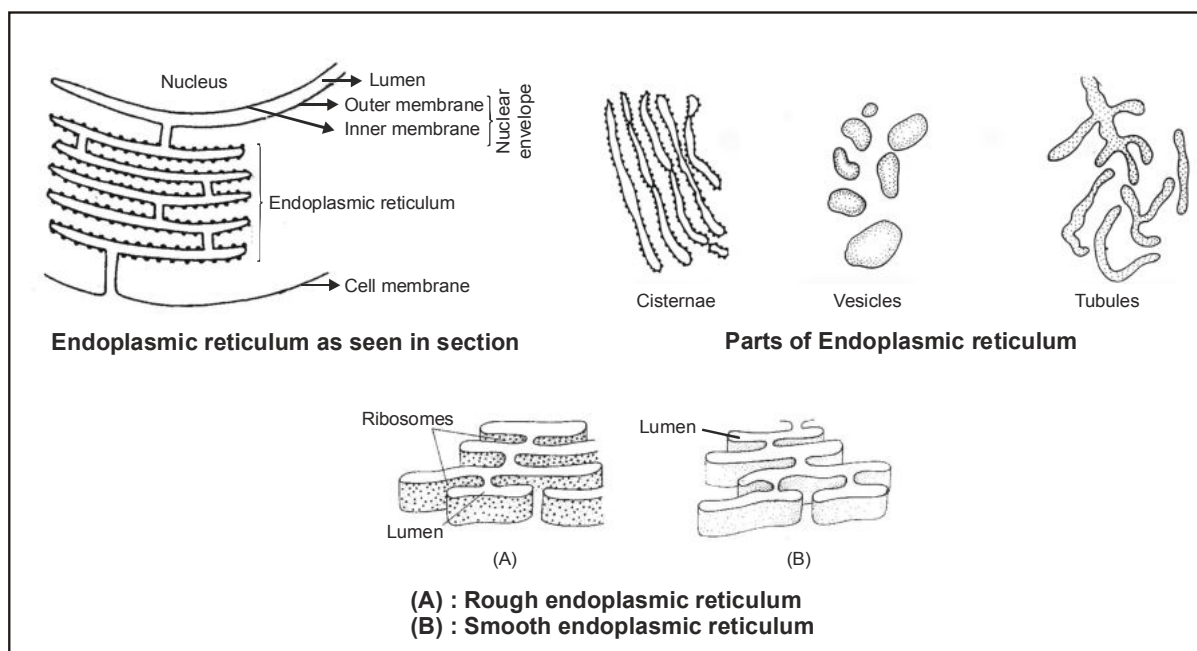 Nucleus
Lumen
Outer membrane
Inner membrane
Nuclear
envelope
Endoplasmic reticulum
Cell membrane
Endoplasmic reticulum as seen in section
Cisternae
Vesicles
Tubules
Parts of Endoplasmic reticulum
Ribosomes
Lumen
(A)
Lumen
(B)
(A) : Rough endoplasmic reticulum
(B) : Smooth endoplasmic reticulum